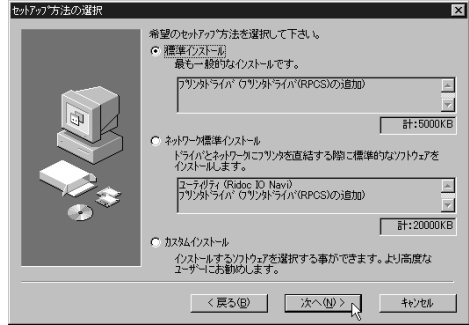 ｾｯﾄｱｯﾌﾟ方法の選択
希望のｾｯﾄｱｯﾌﾟ方法を選択して下さい。
標準ｲﾝｽﾄｰﾙ
最も一般的なｲﾝｽﾄｰﾙです。
ﾌﾟﾘﾝﾀﾄﾞﾗｲﾊﾞ (ﾌﾟﾘﾝﾀﾄﾞﾗｲﾊﾞ(RPCS)の追加)
計:5000KB
ﾈｯﾄﾜｰｸ標準ｲﾝｽﾄｰﾙ
ﾄﾞﾗｲﾊﾞとﾈｯﾄﾜｰｸにﾌﾟﾘﾝﾀを直結する際に標準的なｿﾌﾄｳｪｱを
ｲﾝｽﾄｰﾙします。
ﾕｰﾃｨﾘﾃｨ (Ridoc IO Navi)
ﾌﾟﾘﾝﾀﾄﾞﾗｲﾊﾞ (ﾌﾟﾘﾝﾀﾄﾞﾗｲﾊﾞ(RPCS)の追加)
計:20000KB
ｶｽﾀﾑｲﾝｽﾄｰﾙ
ｲﾝｽﾄｰﾙするｿﾌﾄｳｪｱを選択する事ができます。より高度な
ﾕｰｻﾞｰにお勧めします。
< 戻る(B)
次へ(N) >
ｷｬﾝｾﾙ